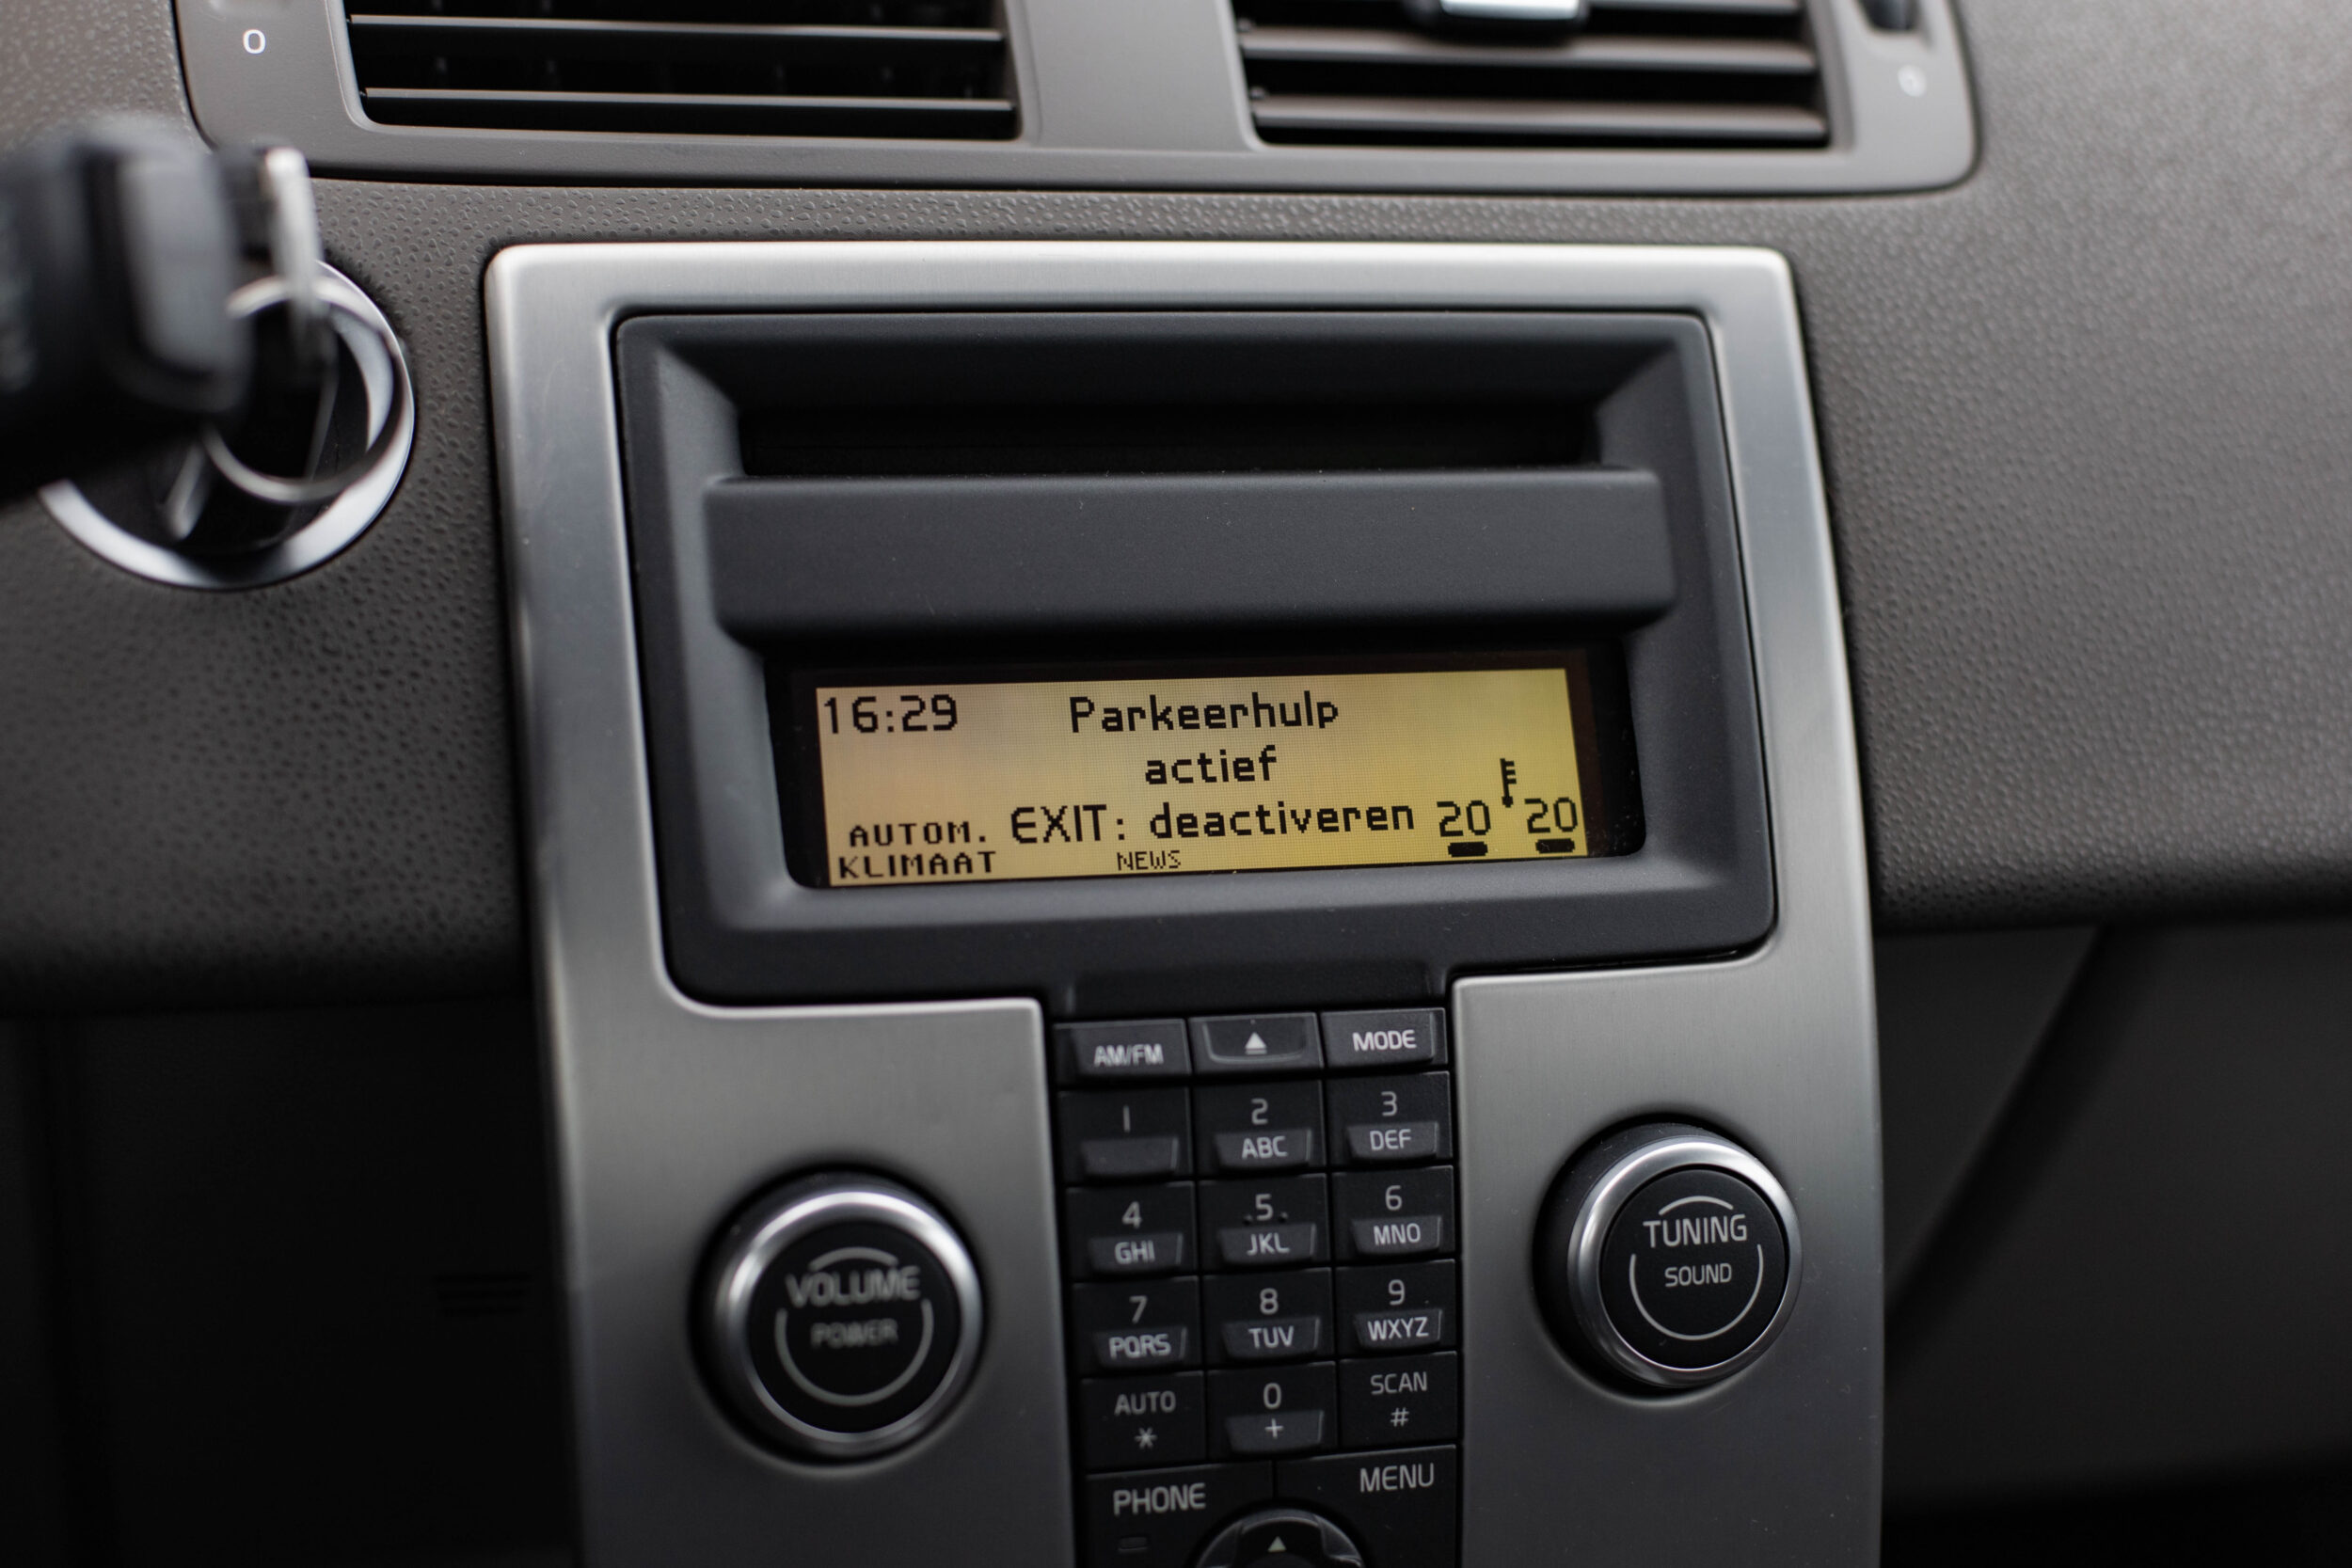 0
16:29 Parkeerhulp
actief
AUTOM. EXIT: deactiveren 20 20
KLIMAAT NEWS
AM/FM MODE
1 2 3
ABC DEF
4 5 6
GHI JKL MNO
7 8 9
PQRS TUV WXYZ
AUTO 0 SCAN
* + #
PHONE MENU
VOLUME
POWER
TUNING
SOUND